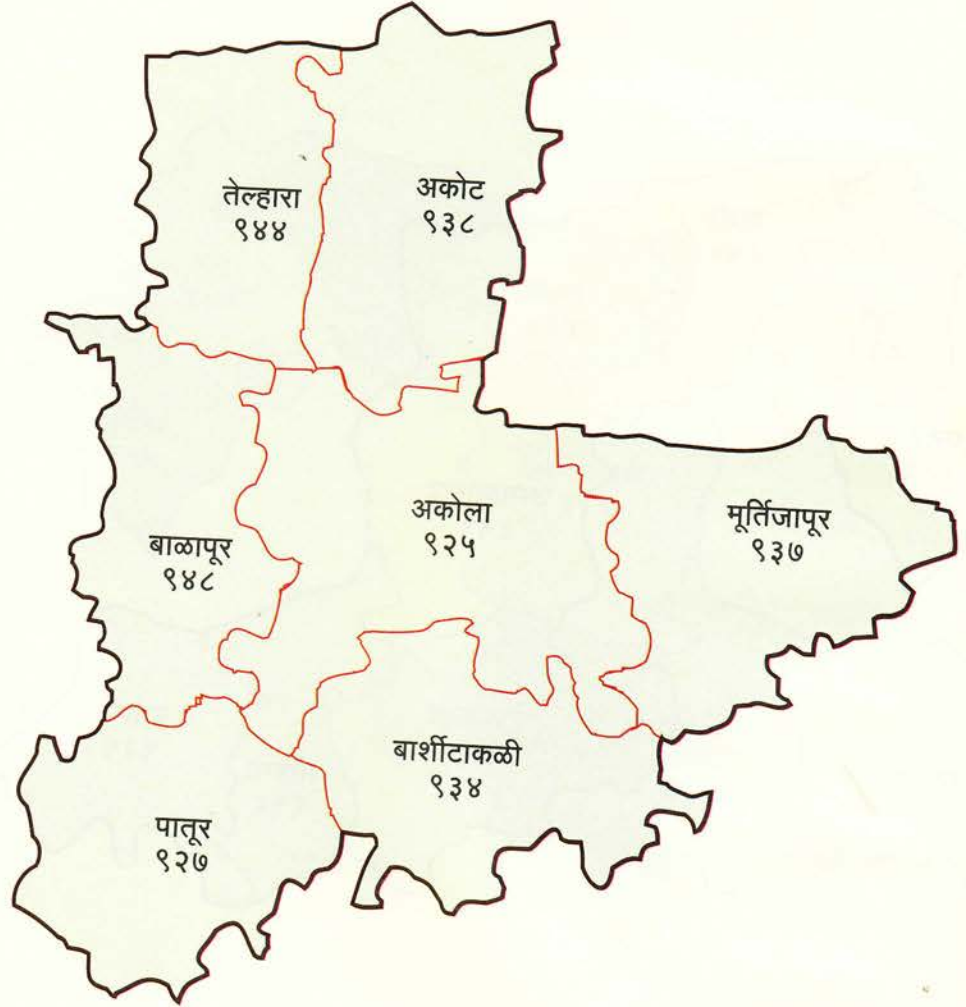 तेल्हारा
९४४
अकोट
९३८
अकोला
९२५
मूर्तिजापूर
९३७
बाळापूर
९४८
बार्शीटाकळी
९३४
पातूर
९२७